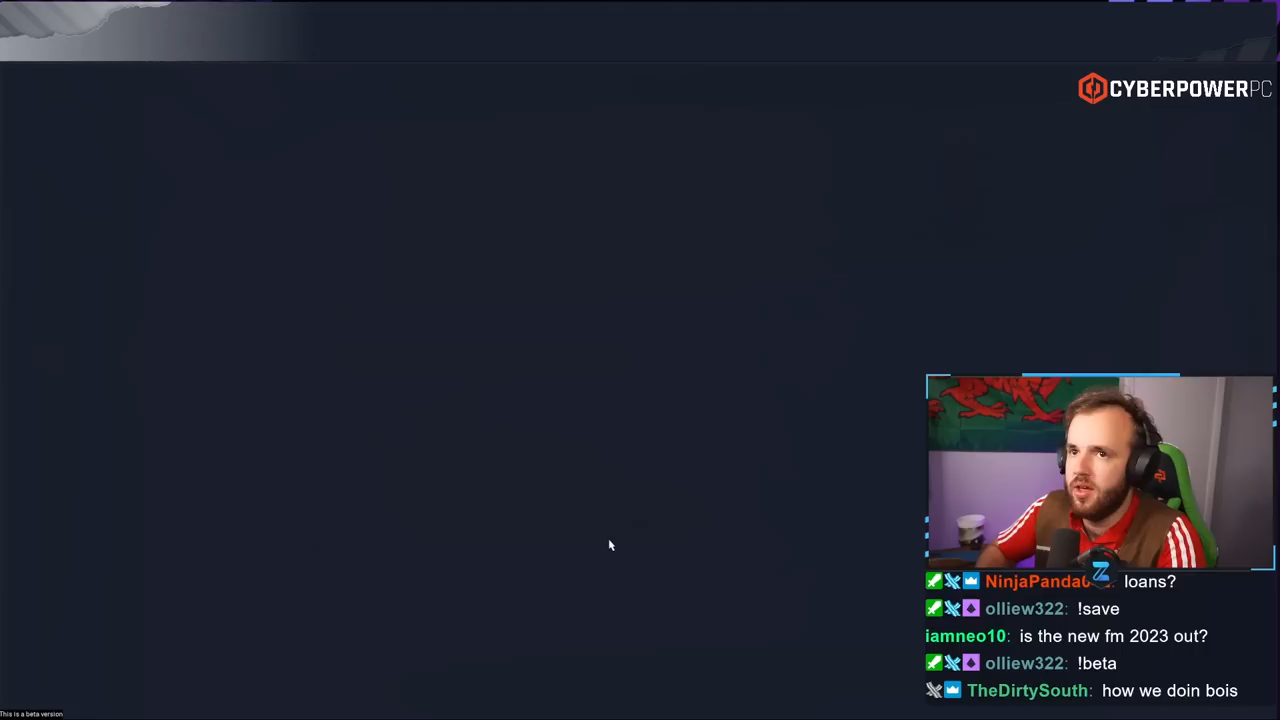 CYBERPOWERPC
NinjaPanda0 loans?
olliew322: !save
iamneo10: is the new fm 2023 out?
olliew322: !beta
TheDirtySouth: how we doin bois
This is a beta version